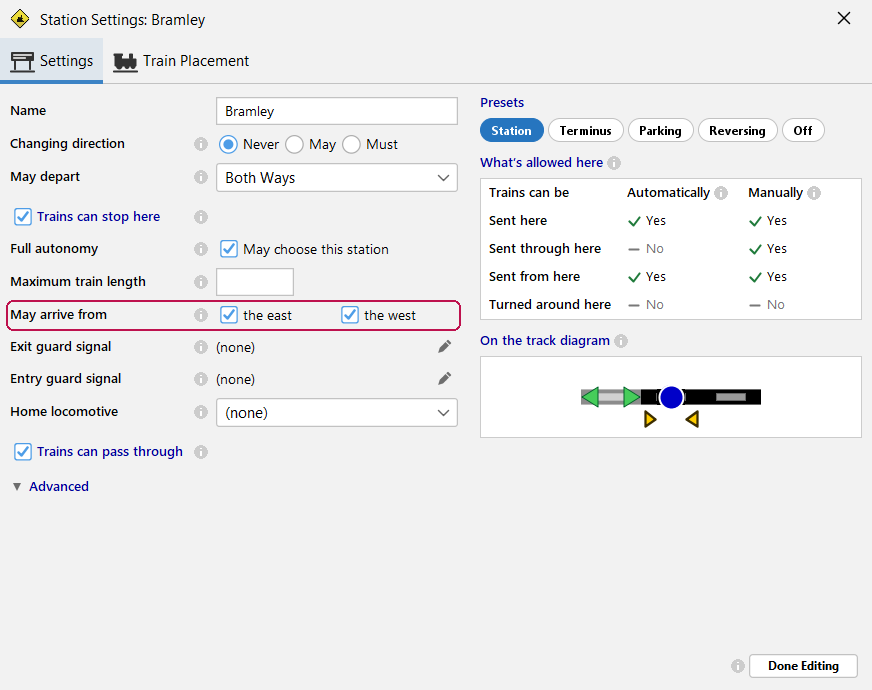 Station Settings: Bramley
Settings
Train Placement
Name
Bramley
Changing direction
Never
May
Must
May depart
Both Ways
Trains can stop here
Full autonomy
May choose this station
Maximum train length
May arrive from
the east
the west
Exit guard signal
(none)
Entry guard signal
(none)
Home locomotive
(none)
Trains can pass through
Advanced
Presets
Station
Terminus
Parking
Reversing
Off
What's allowed here
Trains can be Automatically Manually
Sent here Yes Yes
Sent through here No Yes
Sent from here Yes Yes
Turned around here No No
On the track diagram
Done Editing